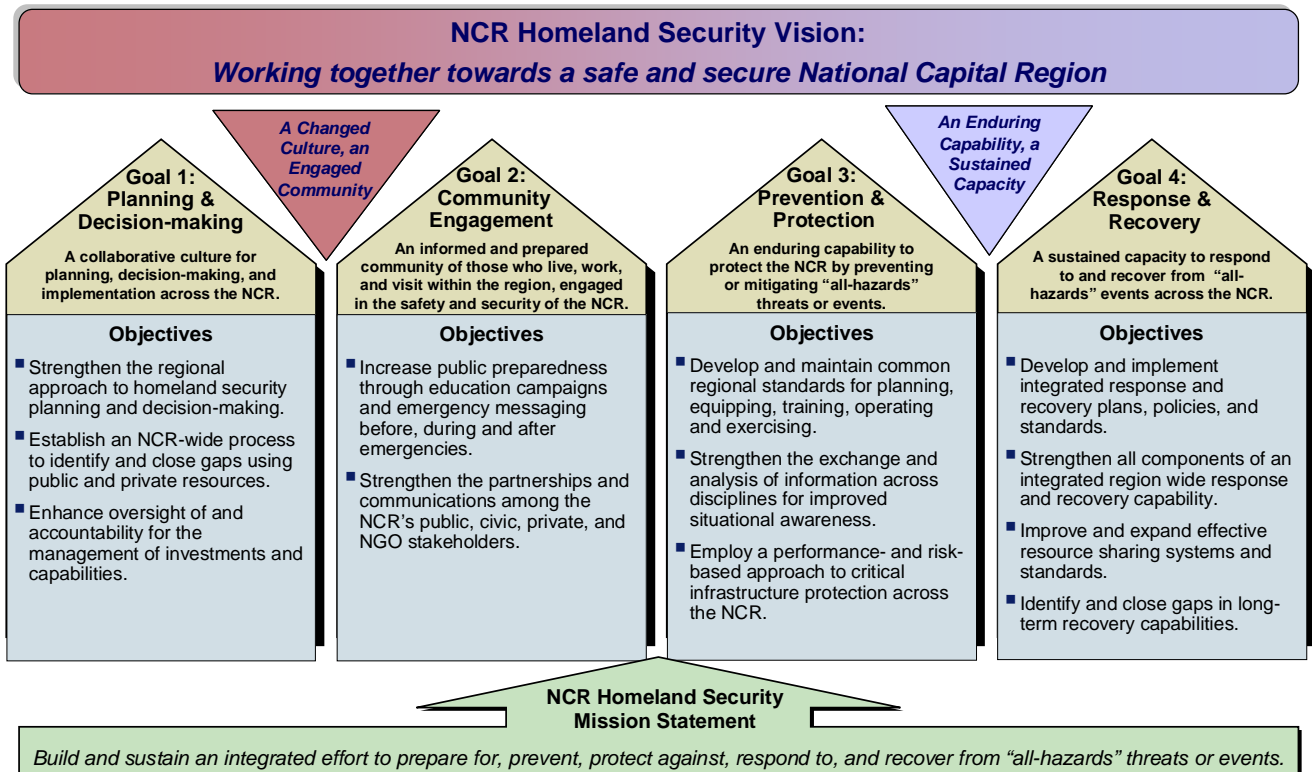 NCR Homeland Security Vision:
Working together towards a safe and secure National Capital Region
A Changed
Culture, an
Engaged
Community
An Enduring
Capability, a
Sustained
Capacity
Goal 1:
Planning &
Decision-making
A collaborative culture for
planning, decision-making, and
implementation across the NCR.
Objectives
▪ Strengthen the regional
approach to homeland security
planning and decision-making.
▪ Establish an NCR-wide process
to identify and close gaps using
public and private resources.
▪ Enhance oversight of and
accountability for the
management of investments and
capabilities.
Goal 2:
Community
Engagement
An informed and prepared
community of those who live, work,
and visit within the region, engaged
in the safety and security of the NCR.
Objectives
▪ Increase public preparedness
through education campaigns
and emergency messaging
before, during and after
emergencies.
▪ Strengthen the partnerships and
communications among the
NCR's public, civic, private, and
NGO stakeholders.
Goal 3:
Prevention &
Protection
An enduring capability to
protect the NCR by preventing
or mitigating “all-hazards”
threats or events.
Objectives
▪ Develop and maintain common
regional standards for planning,
equipping, training, operating
and exercising.
▪ Strengthen the exchange and
analysis of information across
disciplines for improved
situational awareness.
▪ Employ a performance- and risk-
based approach to critical
infrastructure protection across
the NCR.
Goal 4:
Response &
Recovery
A sustained capacity to respond
to and recover from “all-
hazards” events across the NCR.
Objectives
▪ Develop and implement
integrated response and
recovery plans, policies, and
standards.
▪ Strengthen all components of an
integrated region wide response
and recovery capability.
▪ Improve and expand effective
resource sharing systems and
standards.
▪ Identify and close gaps in long-
term recovery capabilities.
NCR Homeland Security
Mission Statement
Build and sustain an integrated effort to prepare for, prevent, protect against, respond to, and recover from “all-hazards” threats or events.